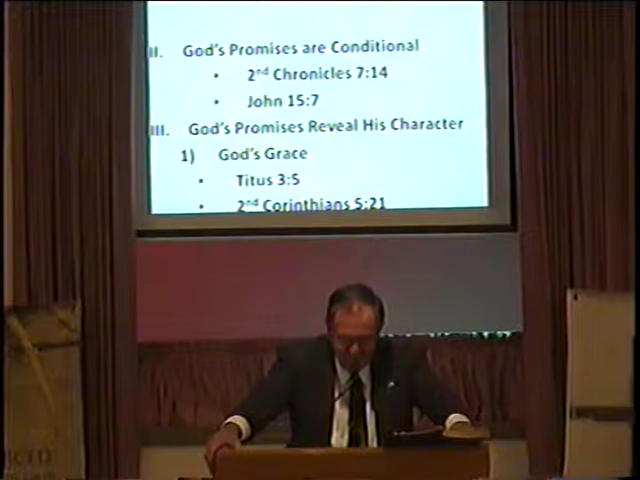 II. God's Promises are Conditional
• 2nd Chronicles 7:14
• John 15:7
III. God's Promises Reveal His Character
1) God's Grace
• Titus 3:5
• 2nd Corinthians 5:21